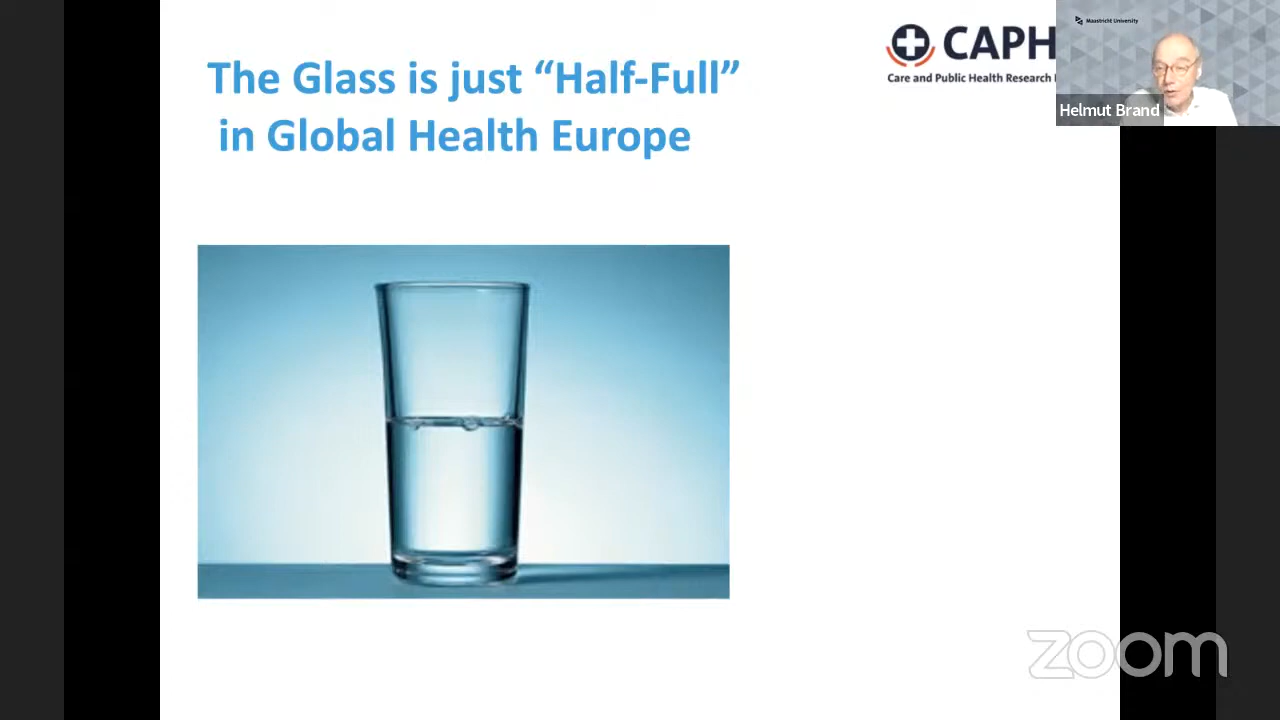 The Glass is just “Half-Full”
in Global Health Europe
CAPH
Care and Public Health Research
Maastricht University
Helmut Brand
zoom